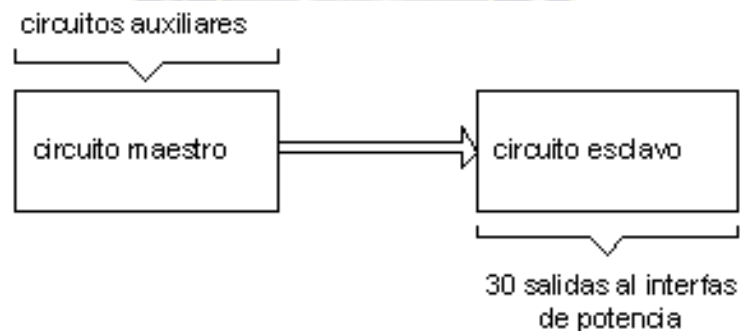 circuitos auxiliares
circuito maestro
circuito esclavo
30 salidas al interfas
de potencia